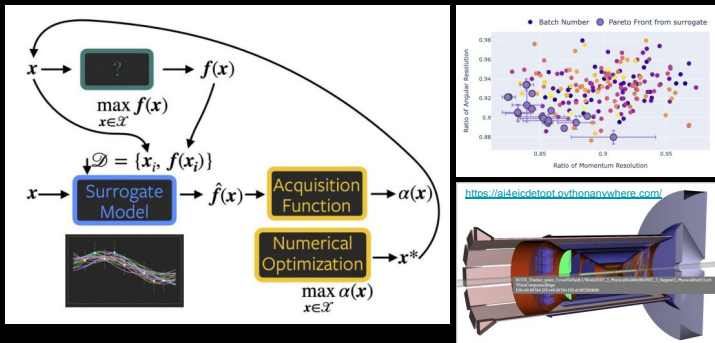 x
?
f(x)
max f(x)
x∈𝒳
𝒟 = {xᵢ, f(xᵢ)}
x
Surrogate
Model
f̂(x)
Acquisition
Function
α(x)
Numerical
Optimization
x*
max α(x)
x∈𝒳
Batch Number
Pareto Front from surrogate
Ratio of Angular Resolution
0.98
0.96
0.94
0.92
0.9
0.88
0.85
0.9
0.95
Ratio of Momentum Resolution
https://ai4eicdetopt.pythonanywhere.com/